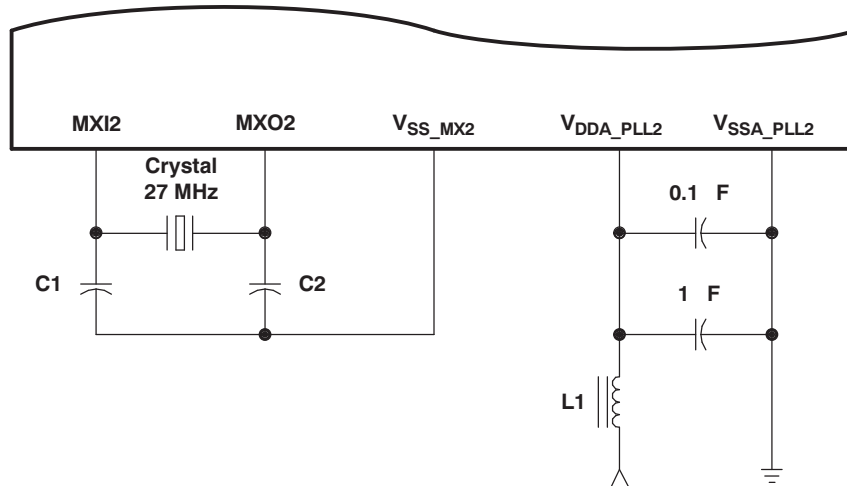 MXI2 MXO2 VSS_MX2 VDDA_PLL2 VSSA_PLL2
Crystal
27 MHz
0.1 F
C1 C2
1 F
L1